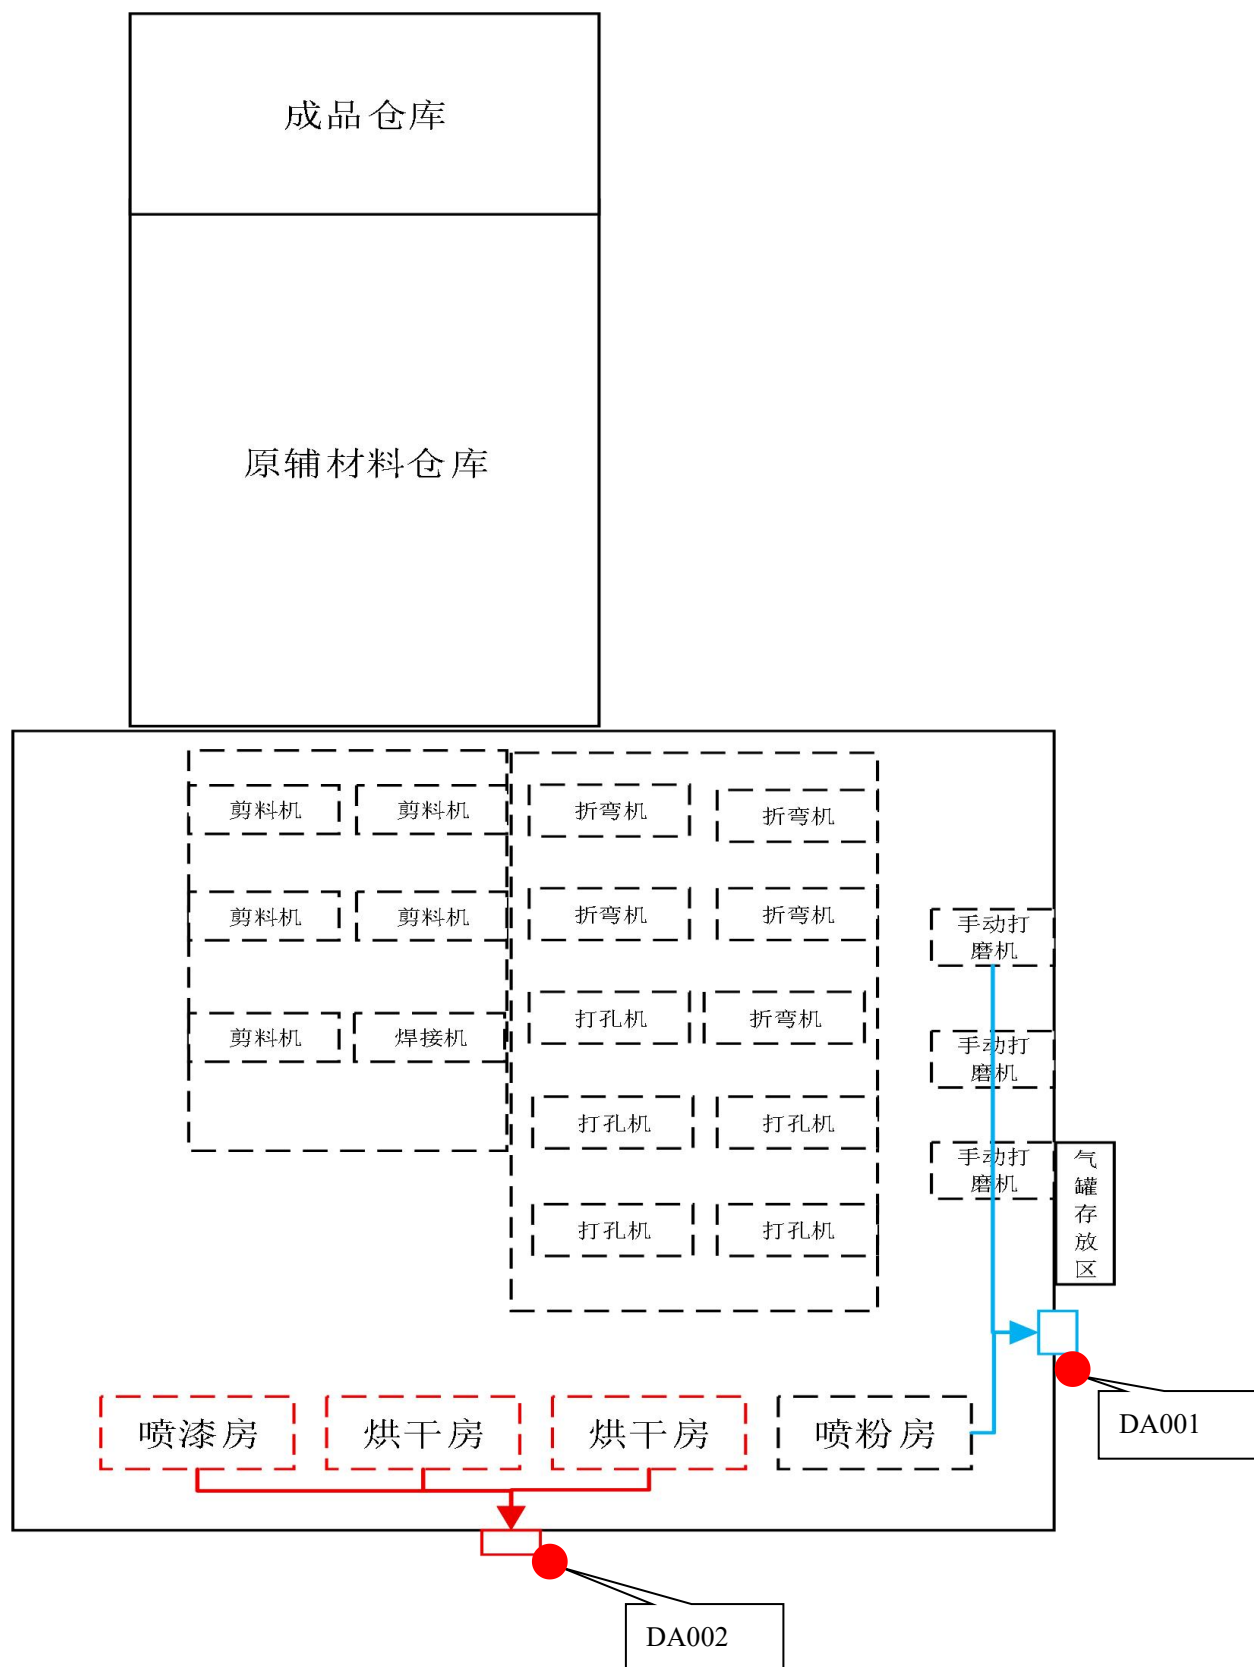 成品仓库
原辅材料仓库
剪料机
剪料机
折弯机
折弯机
剪料机
剪料机
折弯机
折弯机
手动打
磨机
剪料机
焊接机
打孔机
折弯机
手动打
磨机
打孔机
打孔机
手动打
磨机
气
罐
存
放
区
打孔机
打孔机
喷漆房
烘干房
烘干房
喷粉房
DA001
DA002